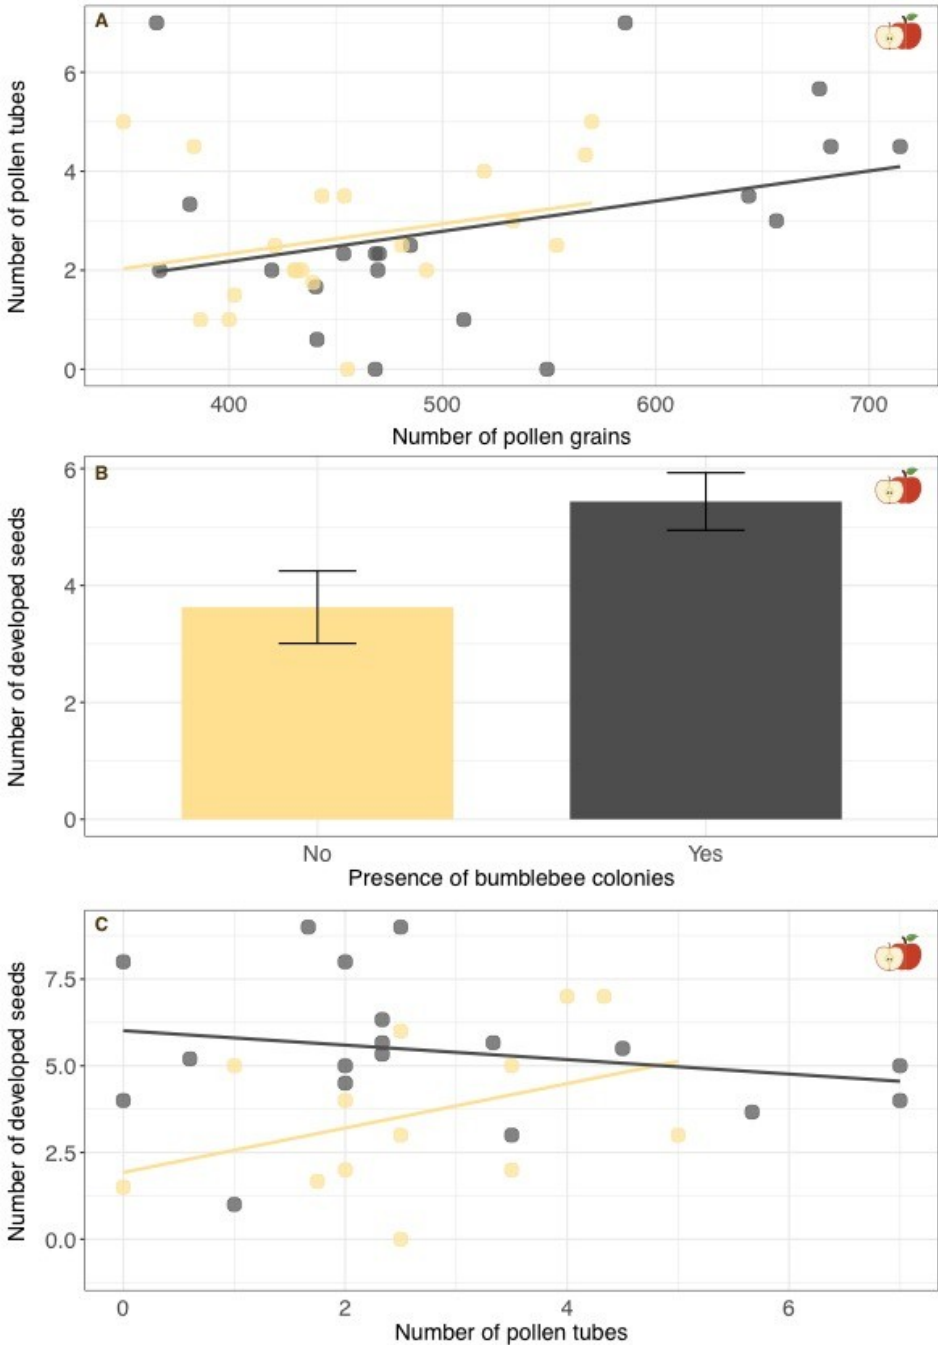 A
Number of pollen tubes
6
4
2
0
400 500 600 700
Number of pollen grains
B
Number of developed seeds
6
4
2
0
No Yes
Presence of bumblebee colonies
C
Number of developed seeds
7.5
5.0
2.5
0.0
0 2 4 6
Number of pollen tubes